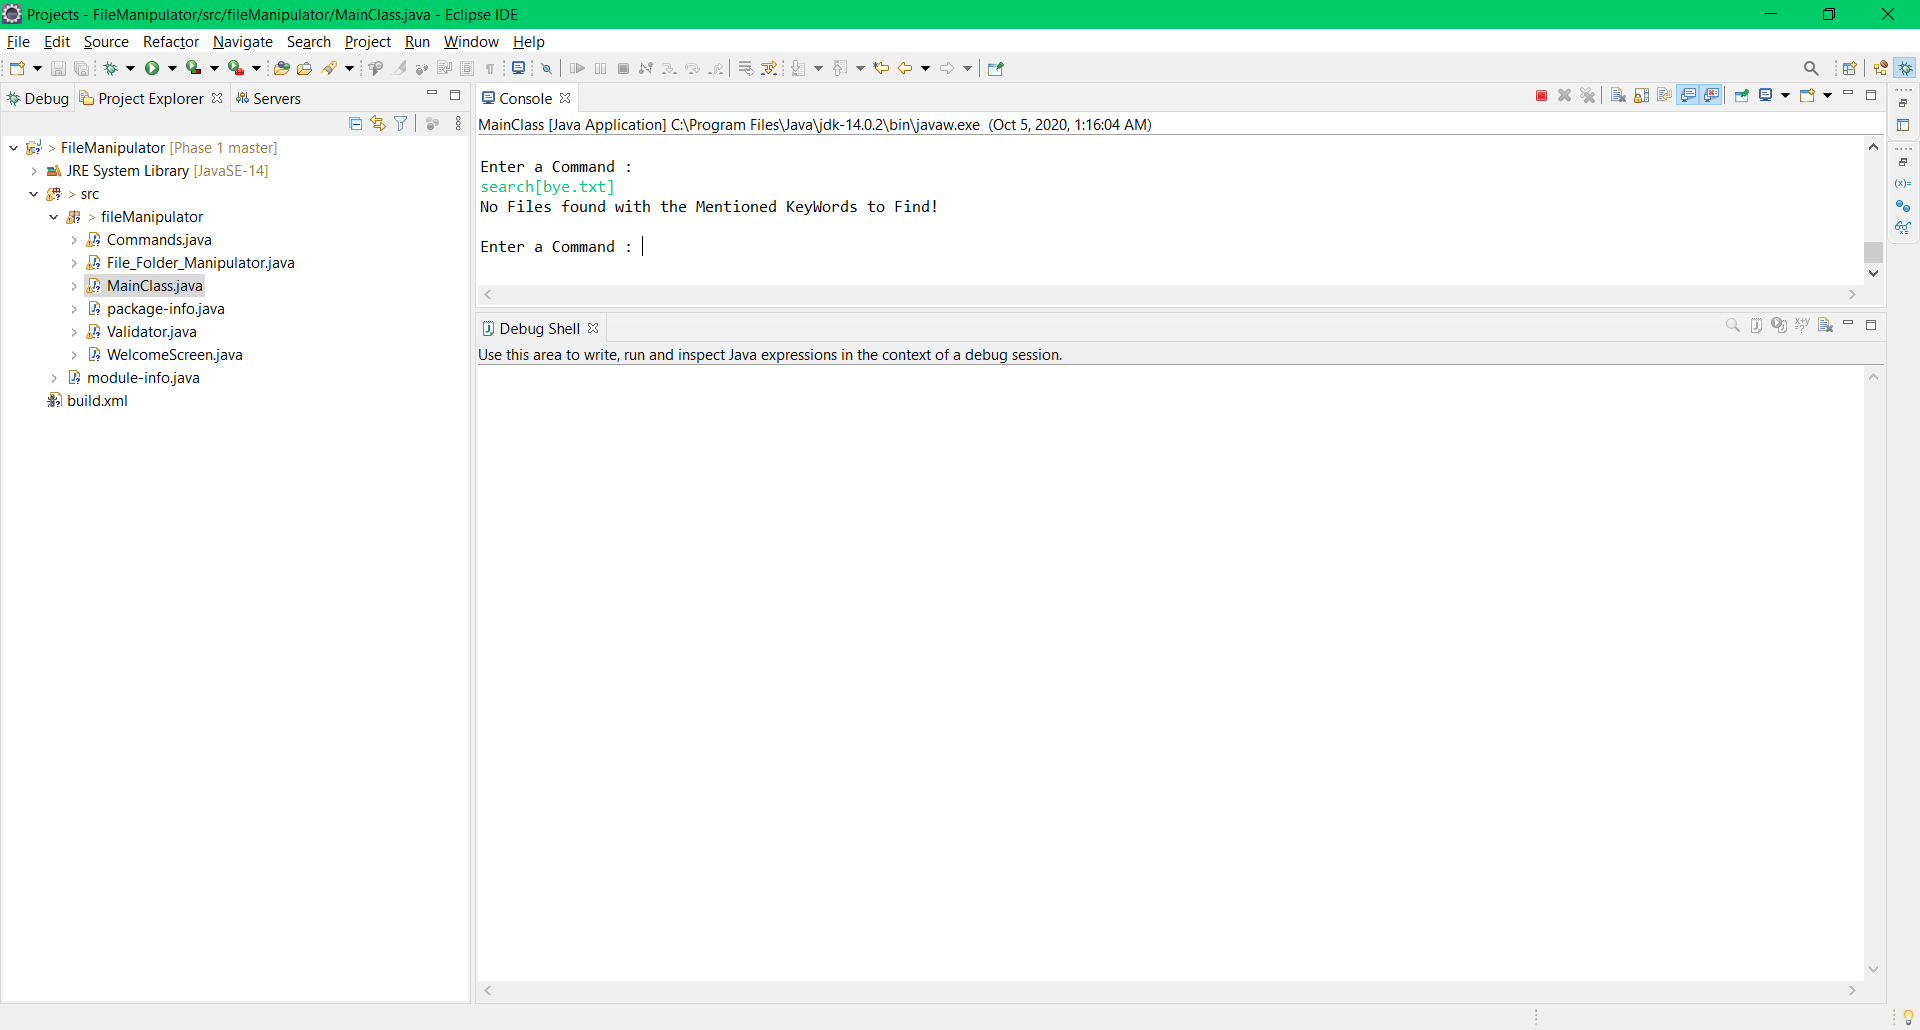 Projects - FileManipulator/src/fileManipulator/MainClass.java - Eclipse IDE
File Edit Source Refactor Navigate Search Project Run Window Help
Debug Project Explorer Servers
FileManipulator [Phase 1 master]
JRE System Library [JavaSE-14]
> src
> fileManipulator
Commands.java
File_Folder_Manipulator.java
MainClass.java
package-info.java
Validator.java
WelcomeScreen.java
module-info.java
build.xml
Console
MainClass [Java Application] C:\Program Files\Java\jdk-14.0.2\bin\javaw.exe (Oct 5, 2020, 1:16:04 AM)
Enter a Command :
search[bye.txt]
No Files found with the Mentioned KeyWords to Find!
Enter a Command :
Debug Shell
Use this area to write, run and inspect Java expressions in the context of a debug session.
(x)=